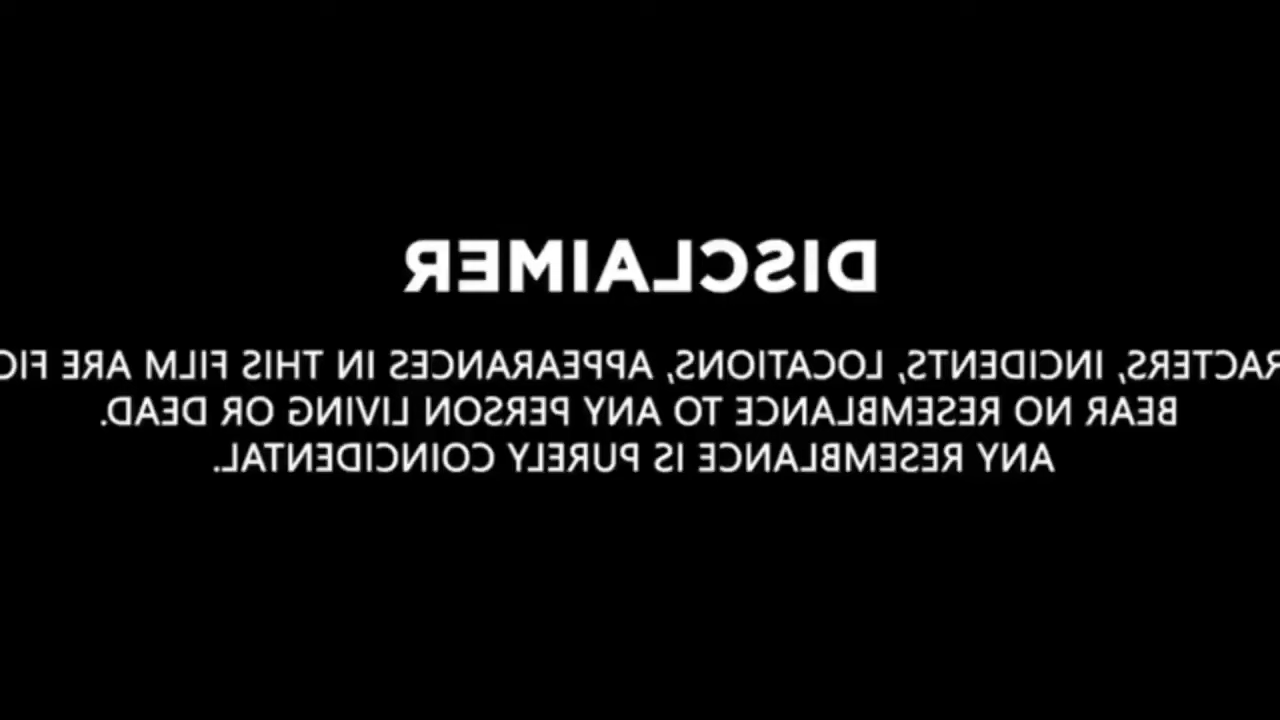 DISCLAIMER
RACTERS, INCIDENTS, LOCATIONS, APPEARANCES IN THIS FILM ARE FIC
BEAR NO RESEMBLANCE TO ANY PERSON LIVING OR DEAD.
ANY RESEMBLANCE IS PURELY COINCIDENTAL.